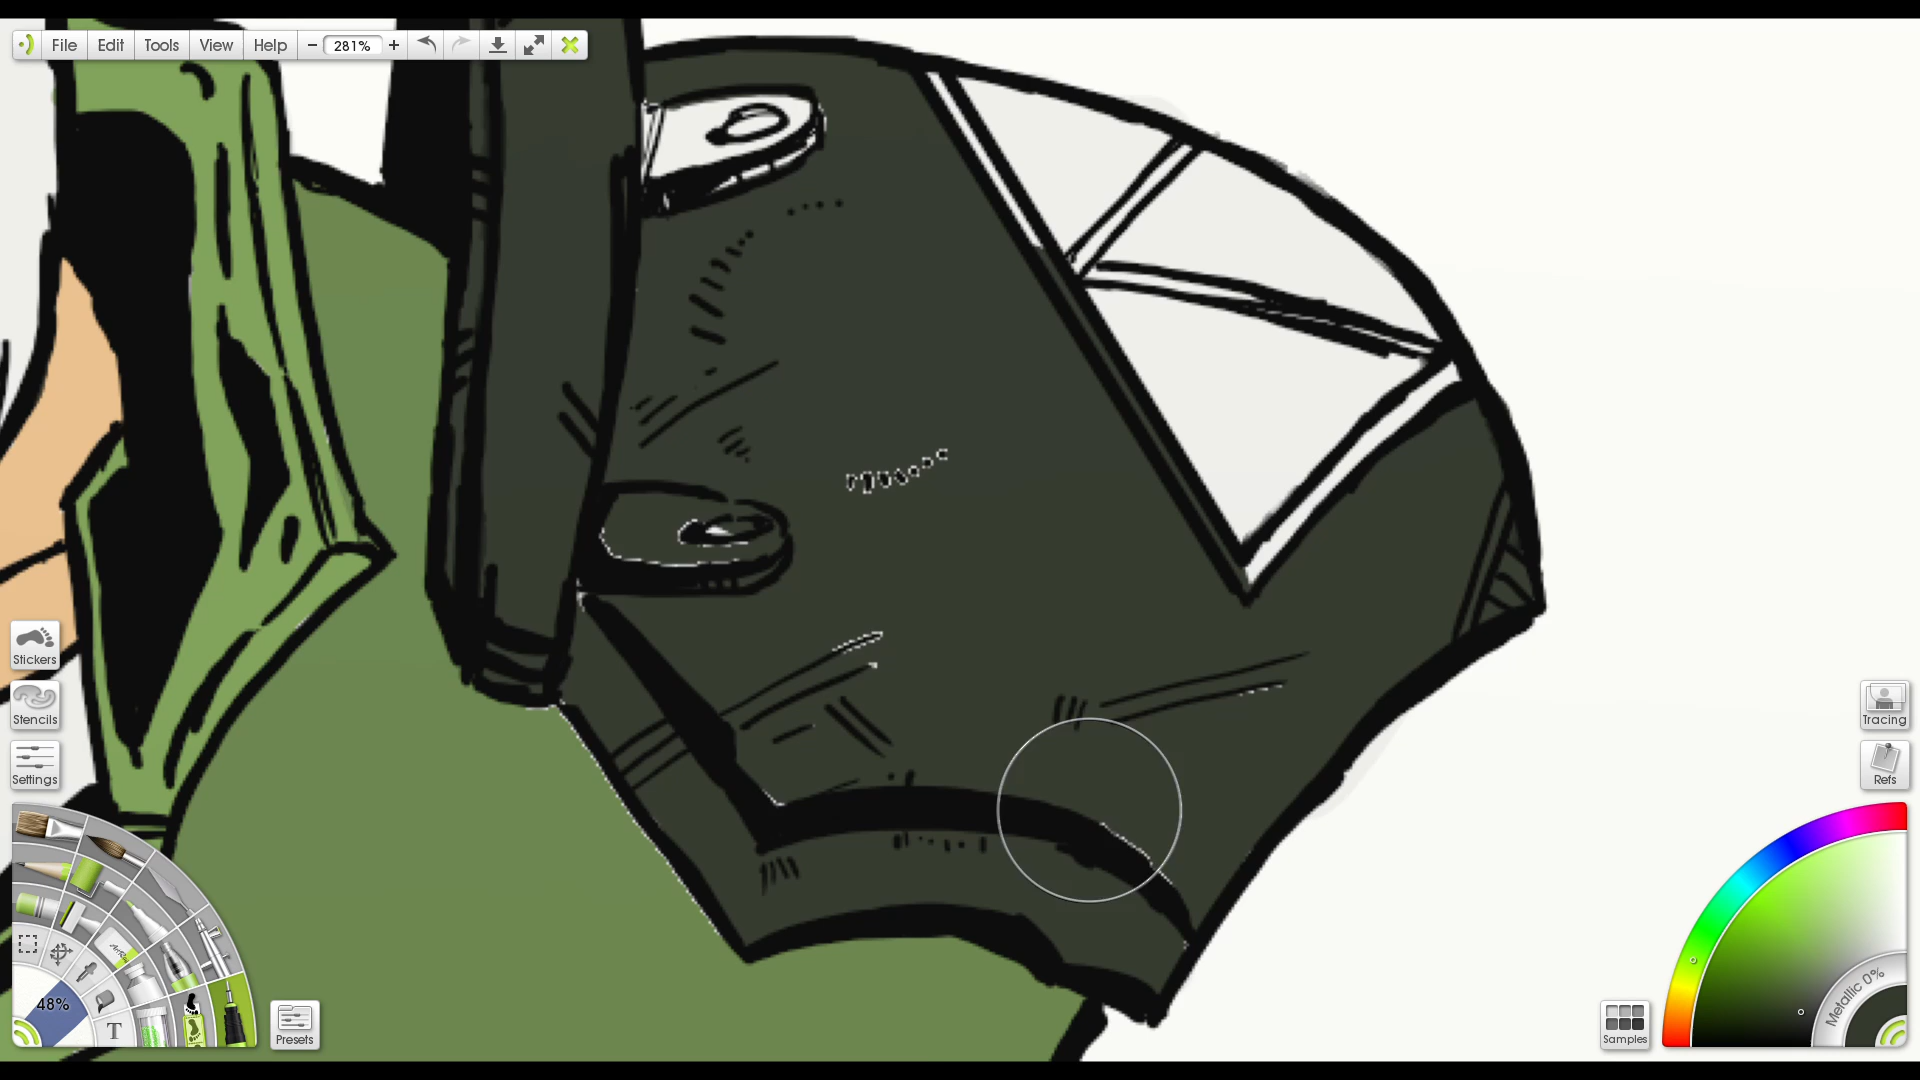 File Edit Tools View Help − 281% +
Stickers
Stencils
Settings
48%
T
Presets
Tracing
Refs
Metallic 0%
Samples